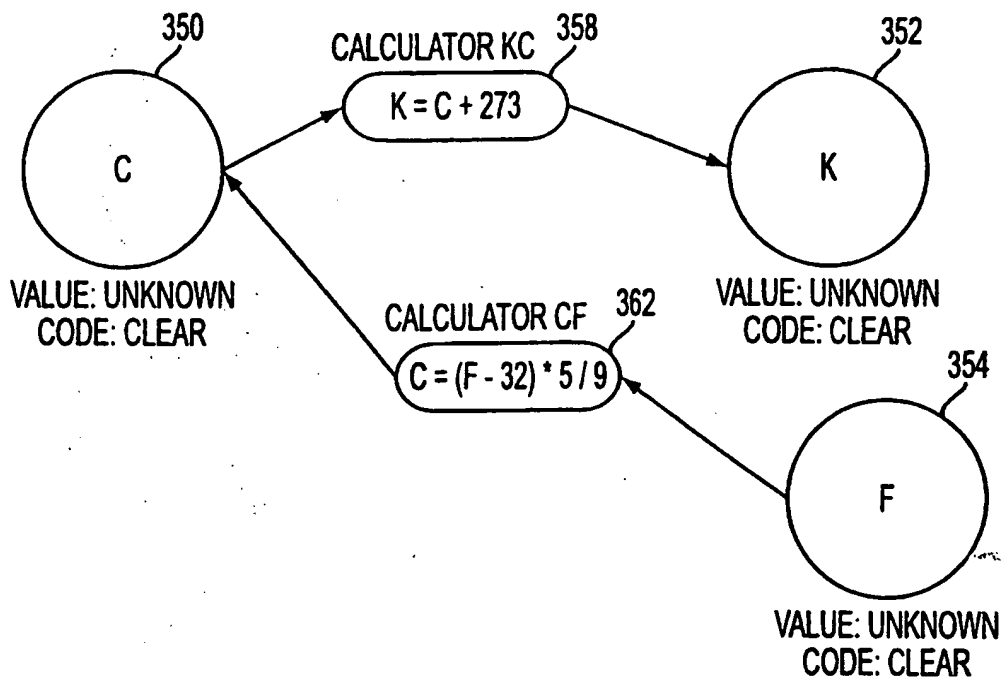 350
CALCULATOR KC
358
K = C + 273
352
C
K
VALUE: UNKNOWN
CODE: CLEAR
VALUE: UNKNOWN
CODE: CLEAR
CALCULATOR CF
362
C = (F - 32) * 5 / 9
354
F
VALUE: UNKNOWN
CODE: CLEAR